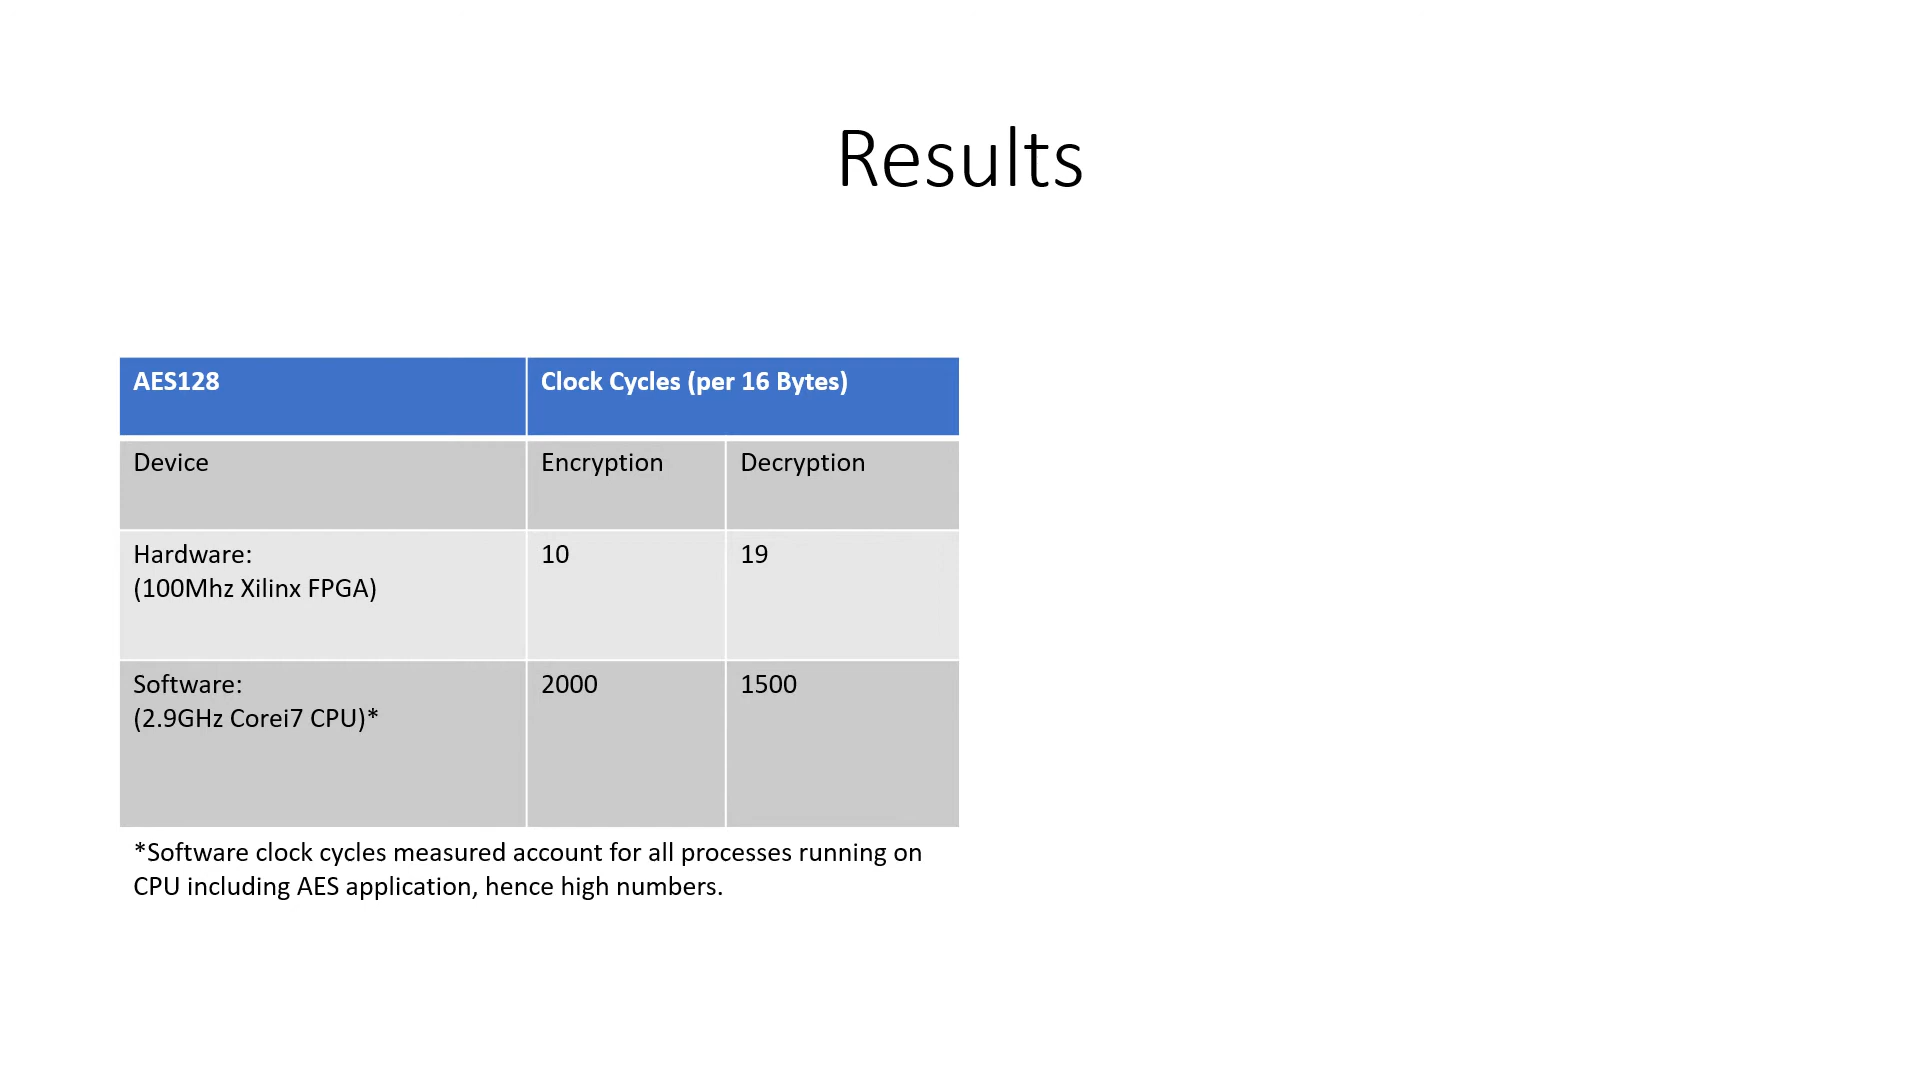 Results
AES128
Clock Cycles (per 16 Bytes)
Device
Encryption
Decryption
Hardware:
(100Mhz Xilinx FPGA)
10
19
Software:
(2.9GHz Corei7 CPU)*
2000
1500
*Software clock cycles measured account for all processes running on
CPU including AES application, hence high numbers.